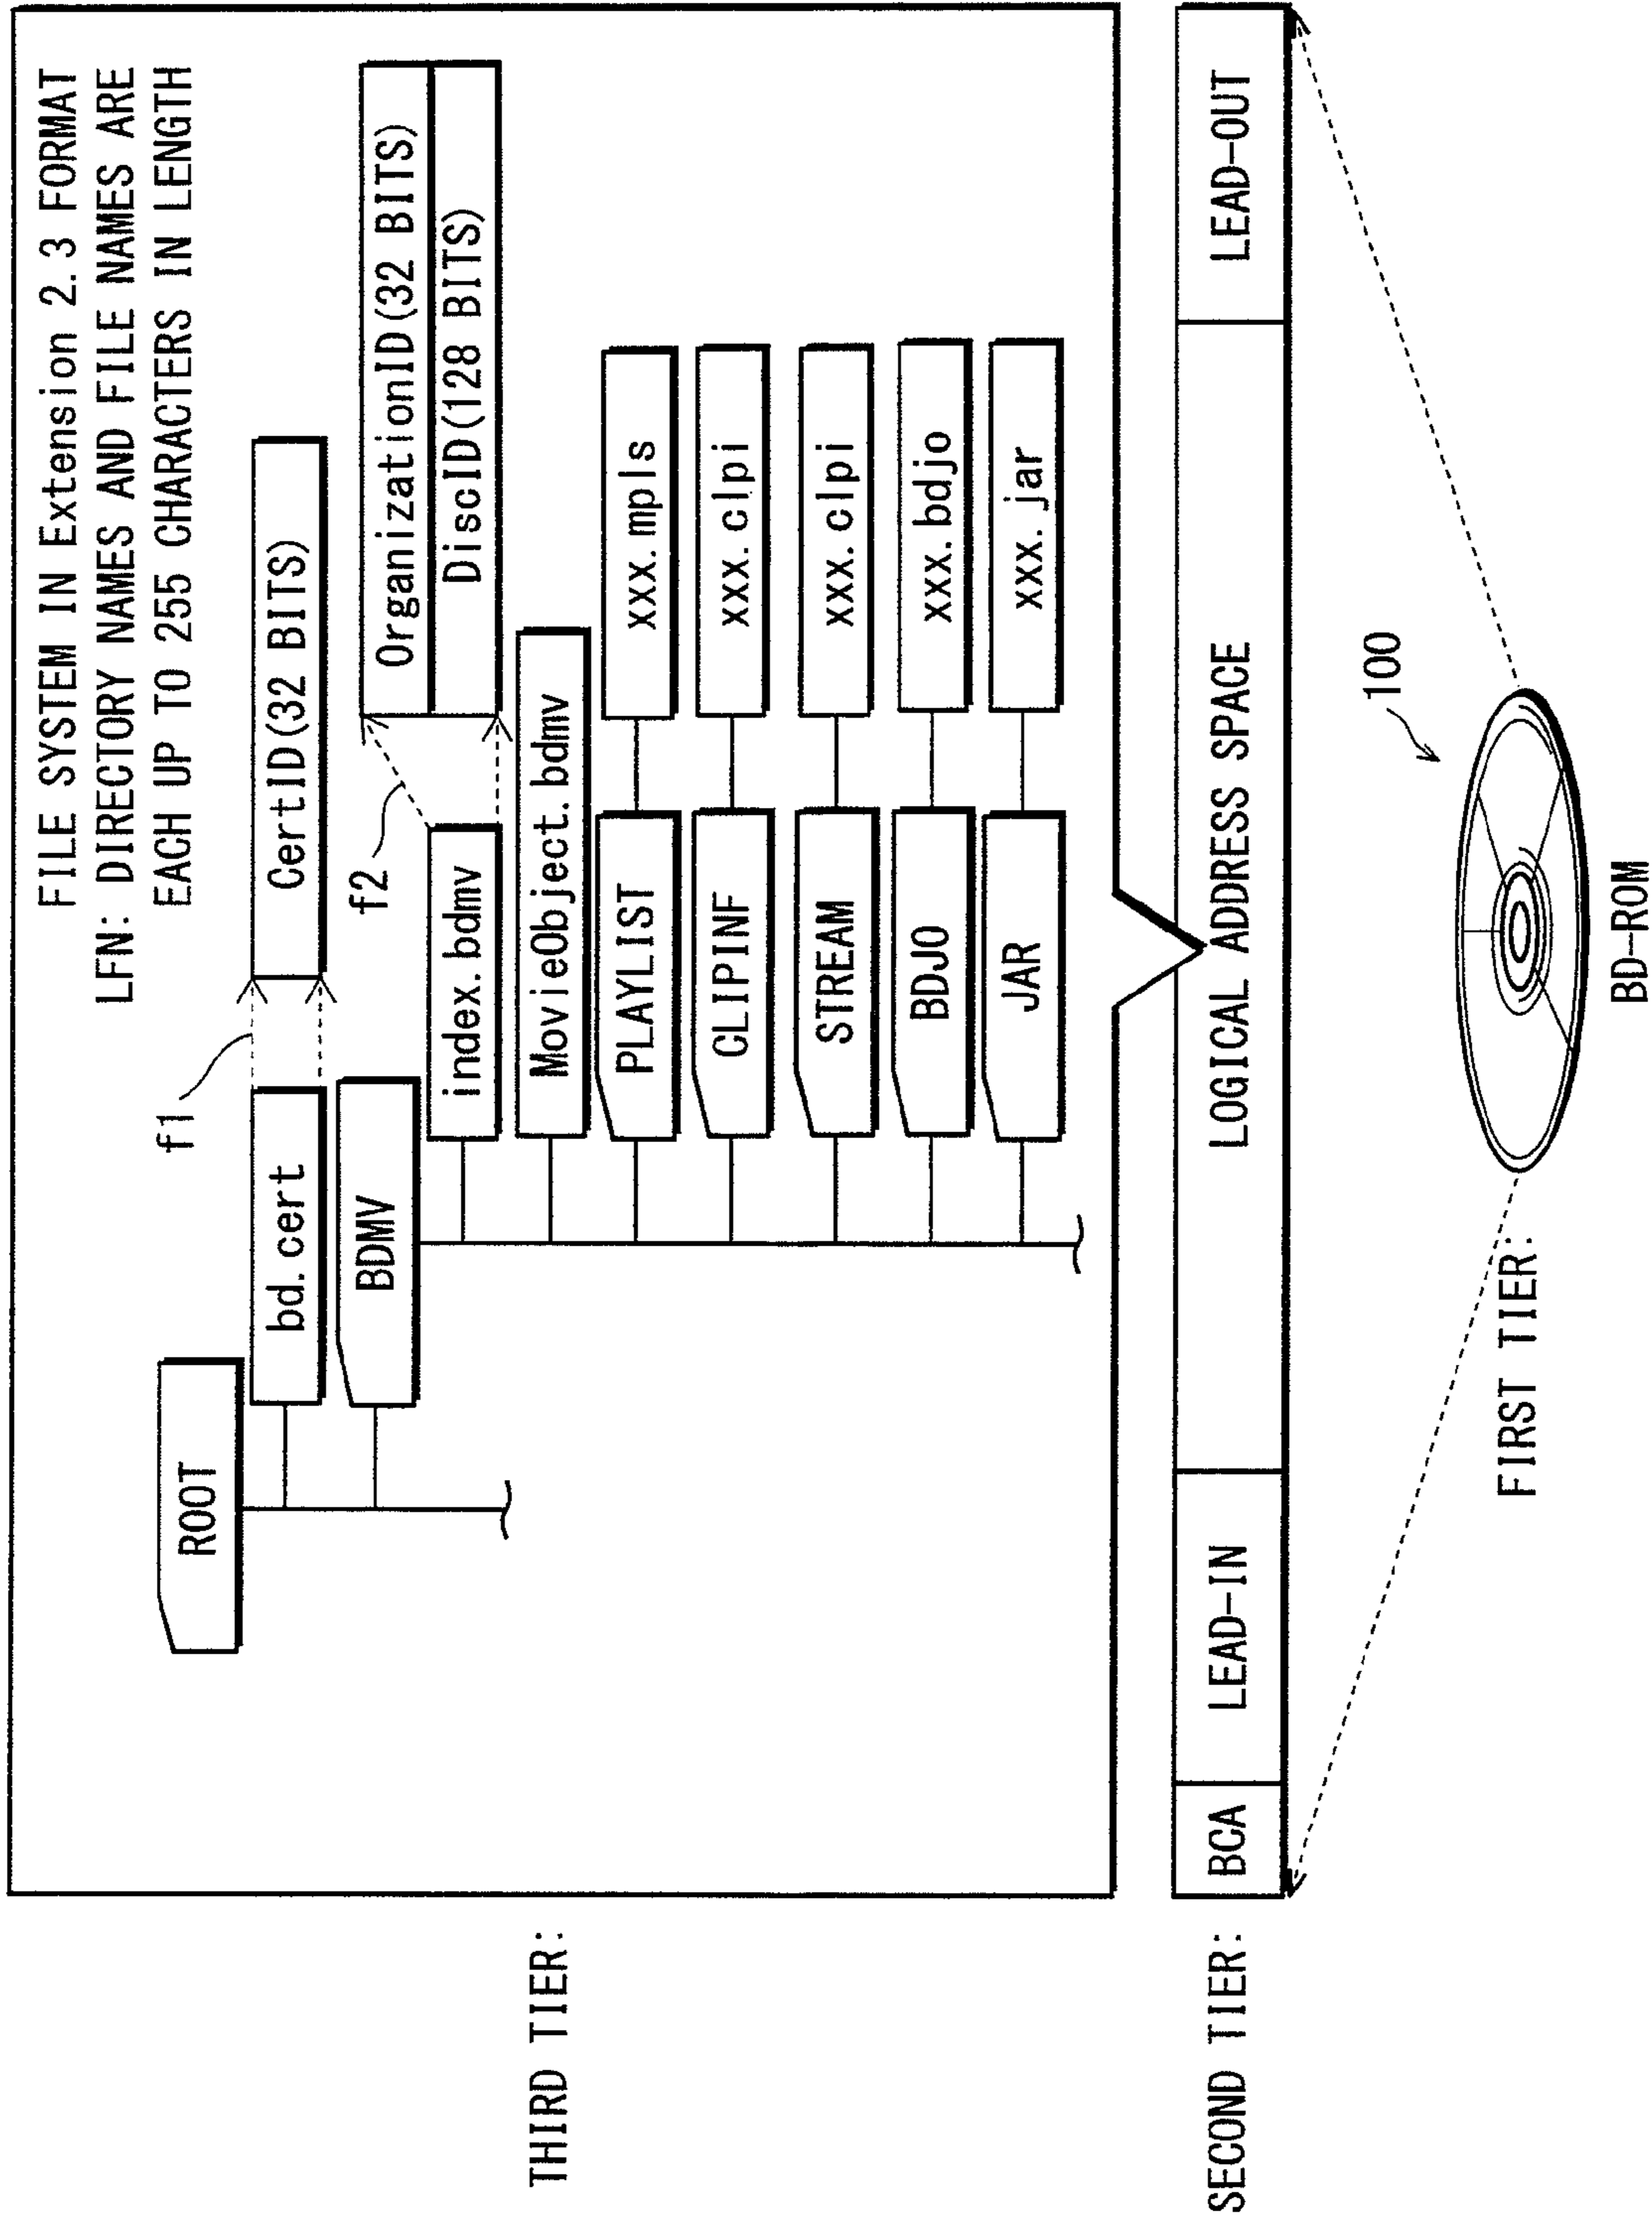 FILE SYSTEM IN Extension 2.3 FORMAT
LFN: DIRECTORY NAMES AND FILE NAMES ARE
EACH UP TO 255 CHARACTERS IN LENGTH
THIRD TIER:
ROOT
f1
bd.cert
CertID(32 BITS)
BDMV
f2
OrganizationID(32 BITS)
index.bdmv
DiscID(128 BITS)
MovieObject.bdmv
PLAYLIST
xxx.mpls
CLIPINF
xxx.clpi
STREAM
xxx.clpi
BDJO
xxx.bdjo
JAR
xxx.jar
SECOND TIER:
BCA
LEAD-IN
LOGICAL ADDRESS SPACE
LEAD-OUT
100
FIRST TIER:
BD-ROM